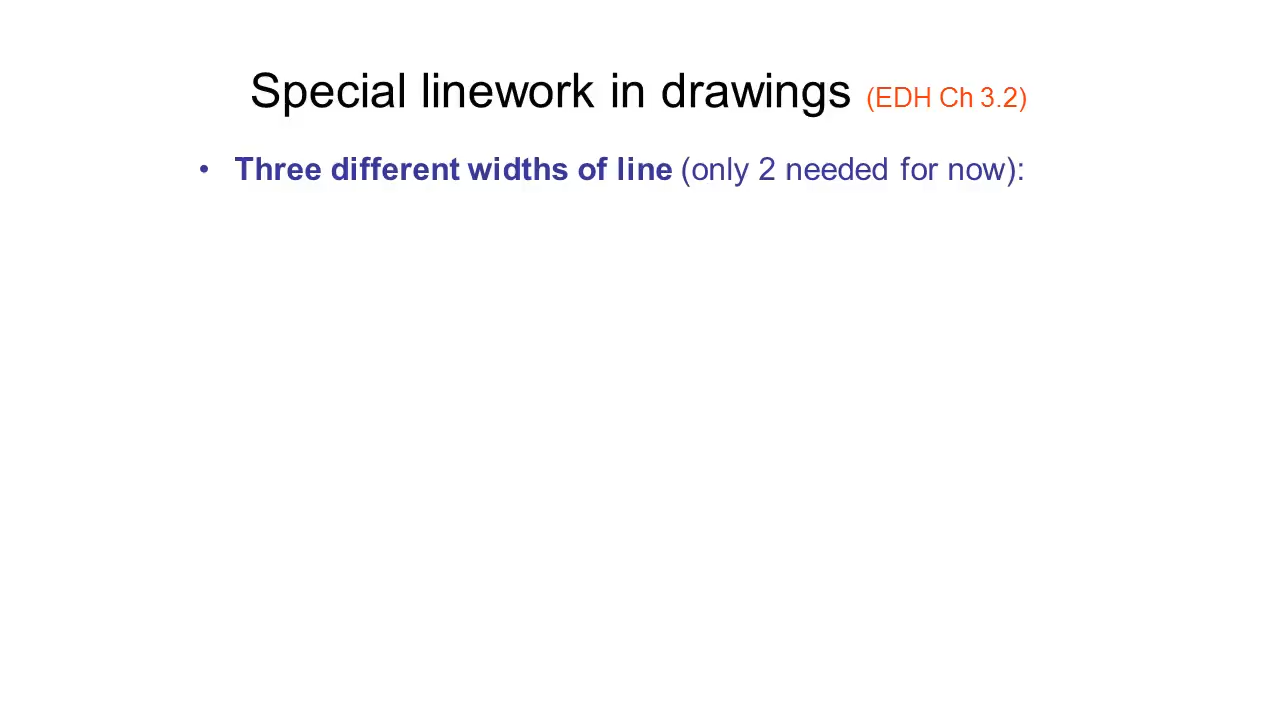 Special linework in drawings (EDH Ch 3.2)
• Three different widths of line (only 2 needed for now):